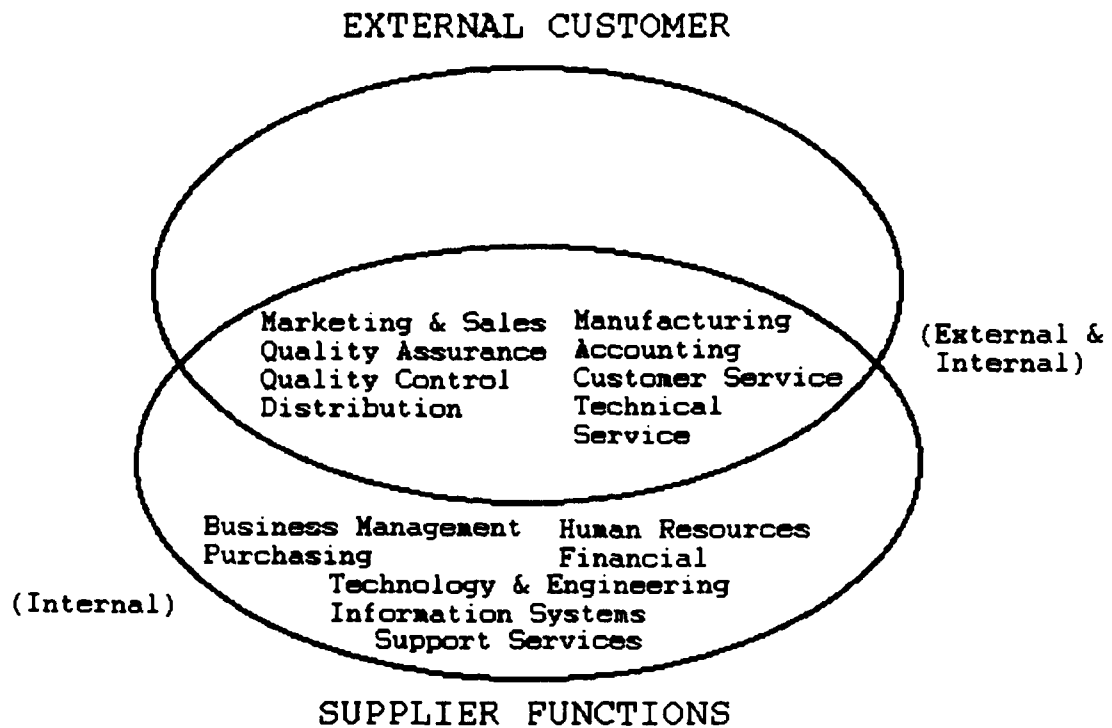 EXTERNAL CUSTOMER
Marketing & Sales
Quality Assurance
Quality Control
Distribution
Manufacturing
Accounting
Customer Service
Technical
Service
(External &
Internal)
Business Management
Purchasing
Human Resources
Financial
Technology & Engineering
Information Systems
Support Services
(Internal)
SUPPLIER FUNCTIONS